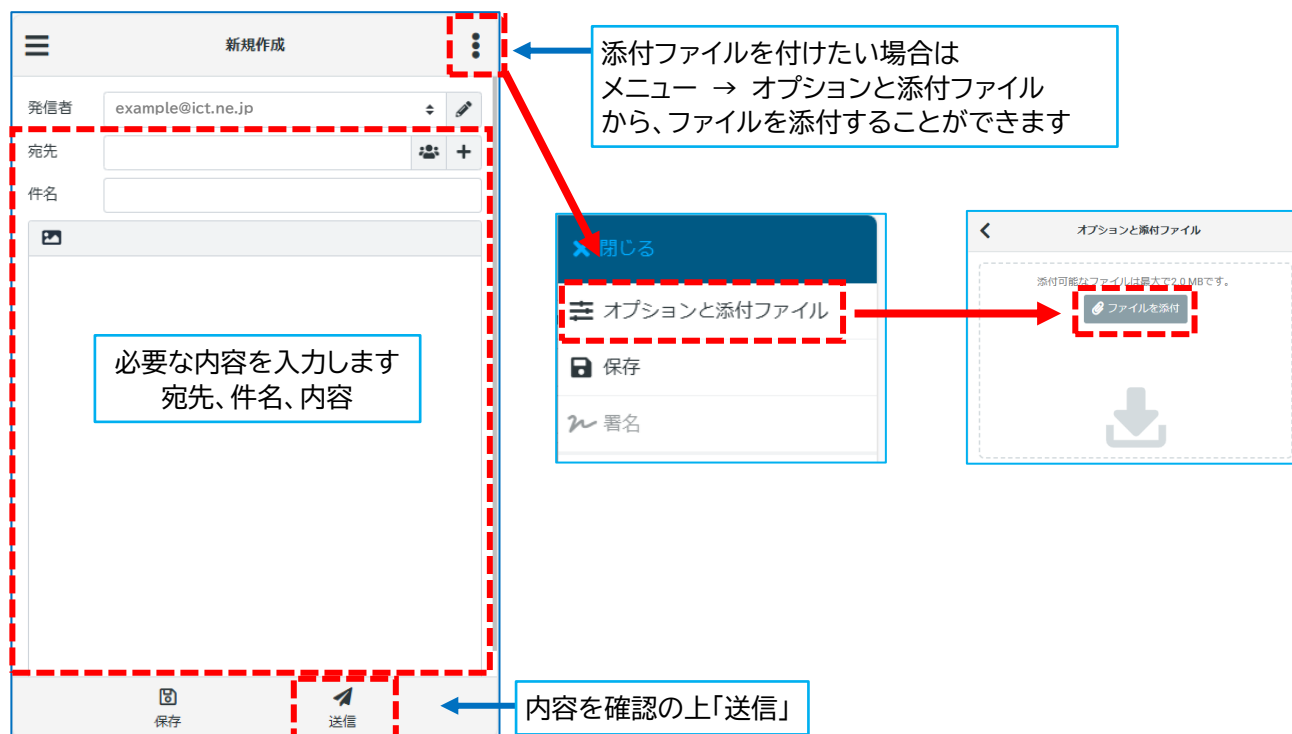 新規作成
発信者
example@ict.ne.jp
宛先
件名
必要な内容を入力します
宛先、件名、内容
保存
送信
添付ファイルを付けたい場合は
メニュー → オプションと添付ファイル
から、ファイルを添付することができます
閉じる
オプションと添付ファイル
保存
署名
オプションと添付ファイル
添付可能なファイルは最大で2.0 MBです。
ファイルを添付
内容を確認の上「送信」